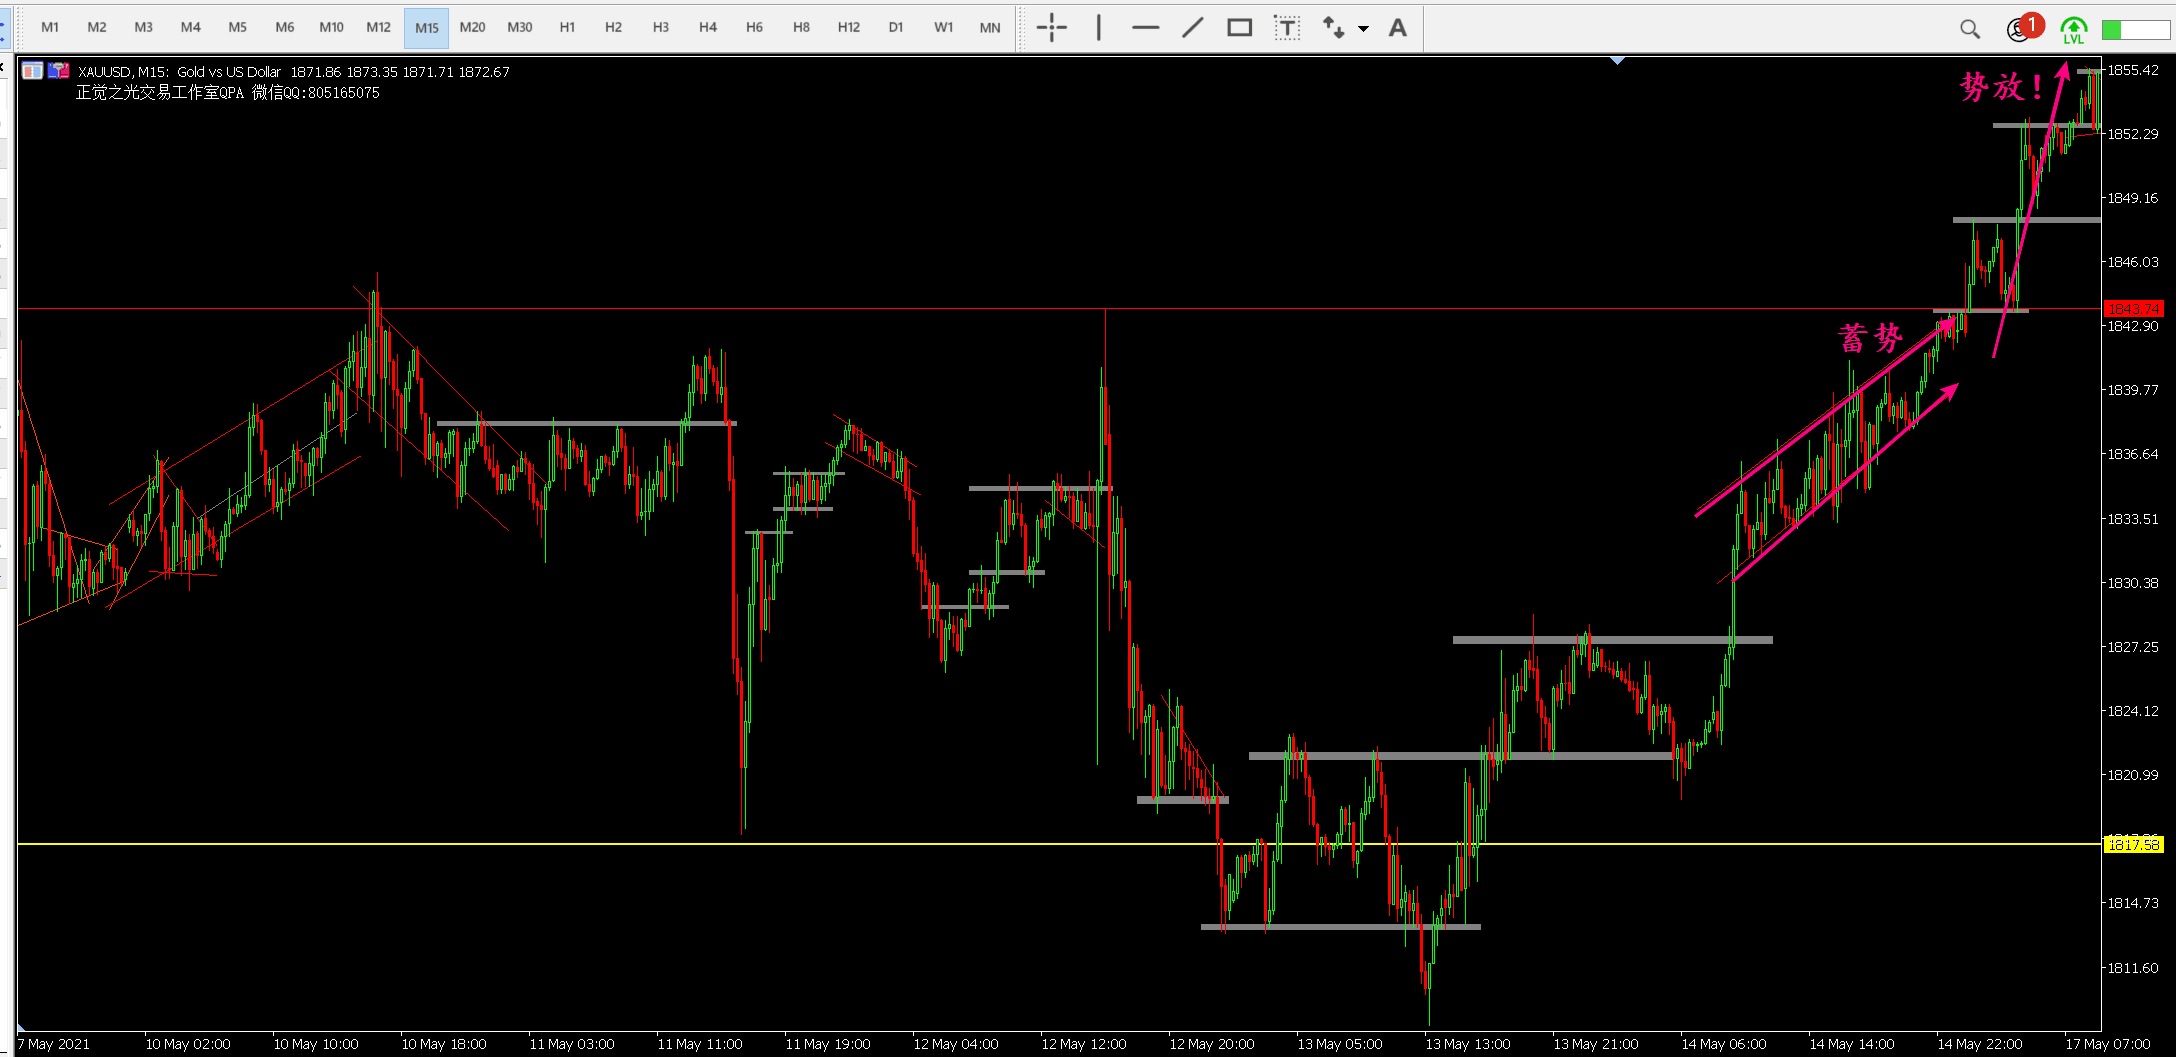 M1 M2 M3 M4 M5 M6 M10 M12 M15 M20 M30 H1 H2 H3 H4 H6 H8 H12 D1 W1 MN T A 1 LVL
XAUUSD, M15: Gold vs US Dollar 1871.86 1873.35 1871.71 1872.67
正觉之光交易工作室QPA 微信QQ:805165075
势放！
蓄势
1855.42
1852.29
1849.16
1846.03
1843.74
1842.90
1839.77
1836.64
1833.51
1830.38
1827.25
1824.12
1820.99
1817.58
1814.73
1811.60
7 May 2021 10 May 02:00 10 May 10:00 10 May 18:00 11 May 03:00 11 May 11:00 11 May 19:00 12 May 04:00 12 May 12:00 12 May 20:00 13 May 05:00 13 May 13:00 13 May 21:00 14 May 06:00 14 May 14:00 14 May 22:00 17 May 07:00